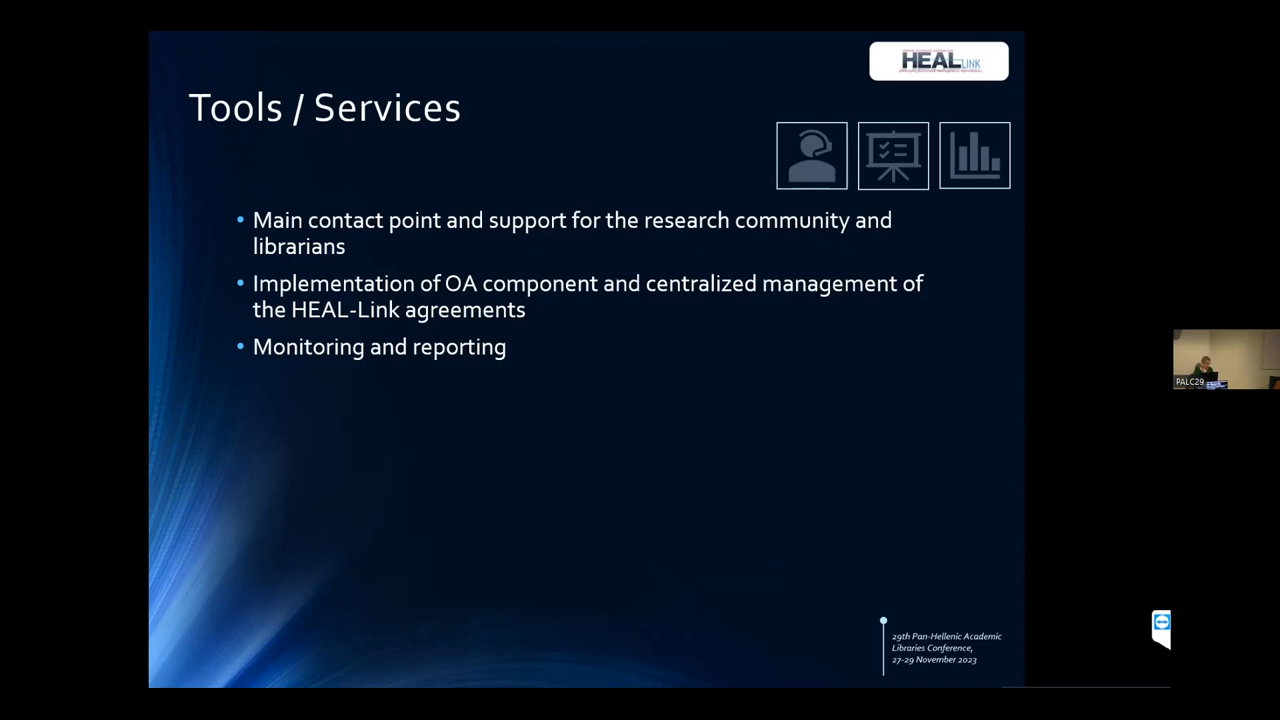 HEAL LINK
Tools / Services
• Main contact point and support for the research community and
librarians
• Implementation of OA component and centralized management of
the HEAL-Link agreements
• Monitoring and reporting
PALC29
29th Pan-Hellenic Academic
Libraries Conference,
27-29 November 2023